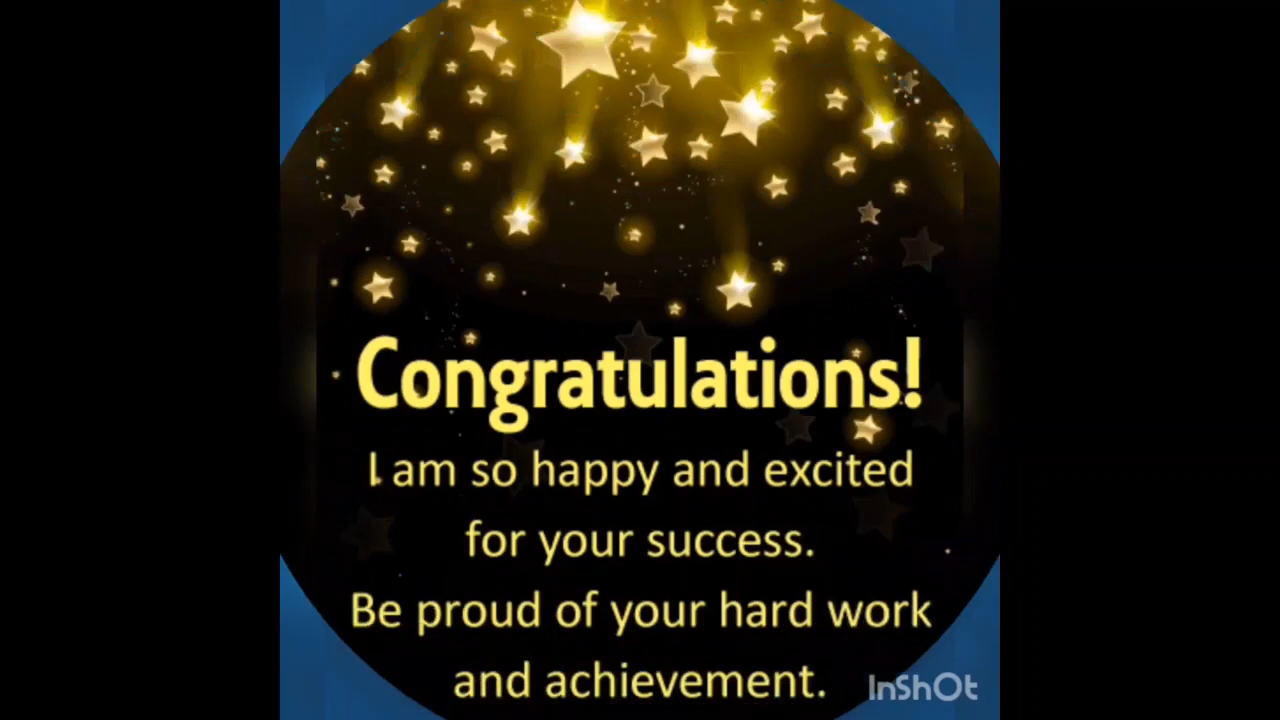 Congratulations!
I am so happy and excited
for your success.
Be proud of your hard work
and achievement.
InShOt